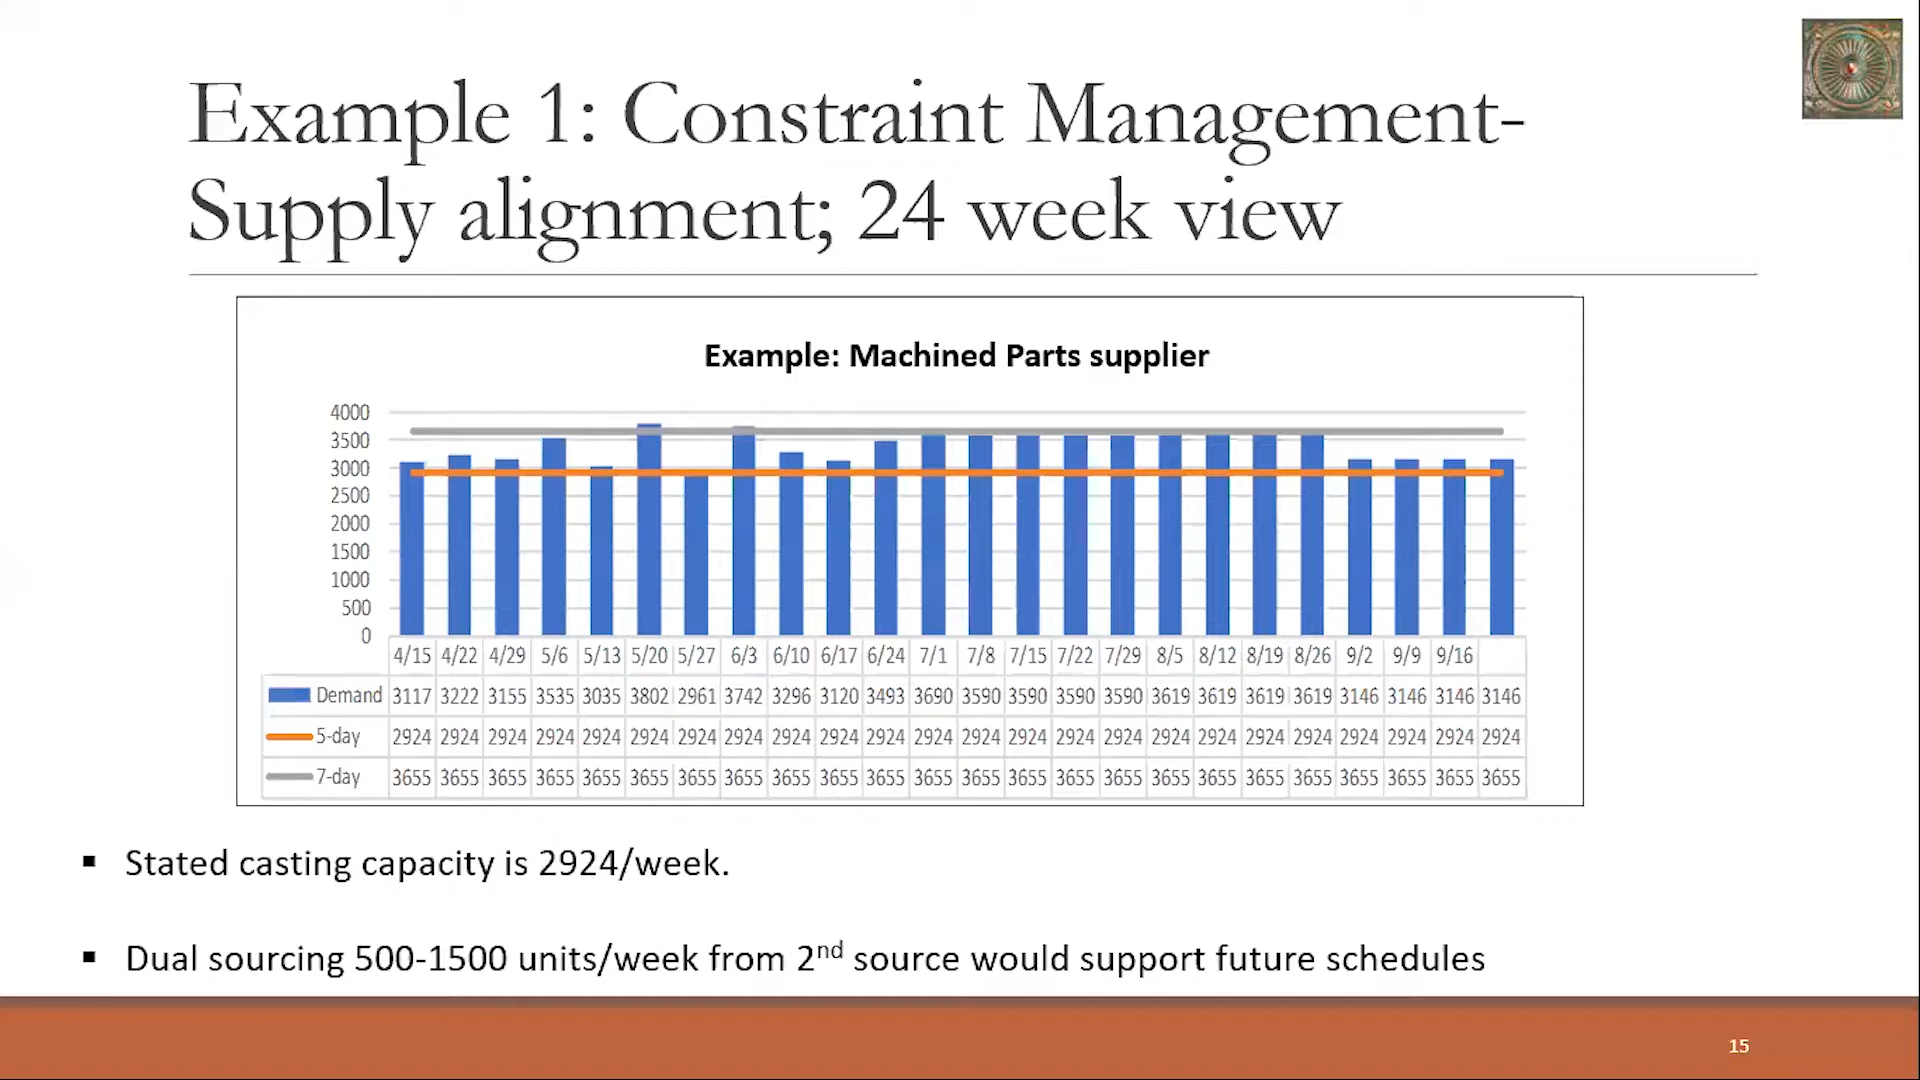 Example 1: Constraint Management-
Supply alignment; 24 week view
Example: Machined Parts supplier
4000
3500
3000
2500
2000
1500
1000
500
0
4/15 4/22 4/29 5/6 5/13 5/20 5/27 6/3 6/10 6/17 6/24 7/1 7/8 7/15 7/22 7/29 8/5 8/12 8/19 8/26 9/2 9/9 9/16
Demand 3117 3222 3155 3535 3035 3802 2961 3742 3296 3120 3493 3690 3590 3590 3590 3590 3619 3619 3619 3619 3146 3146 3146 3146
5-day 2924 2924 2924 2924 2924 2924 2924 2924 2924 2924 2924 2924 2924 2924 2924 2924 2924 2924 2924 2924 2924 2924 2924 2924
7-day 3655 3655 3655 3655 3655 3655 3655 3655 3655 3655 3655 3655 3655 3655 3655 3655 3655 3655 3655 3655 3655 3655 3655 3655
▪ Stated casting capacity is 2924/week.
▪ Dual sourcing 500-1500 units/week from 2nd source would support future schedules
15